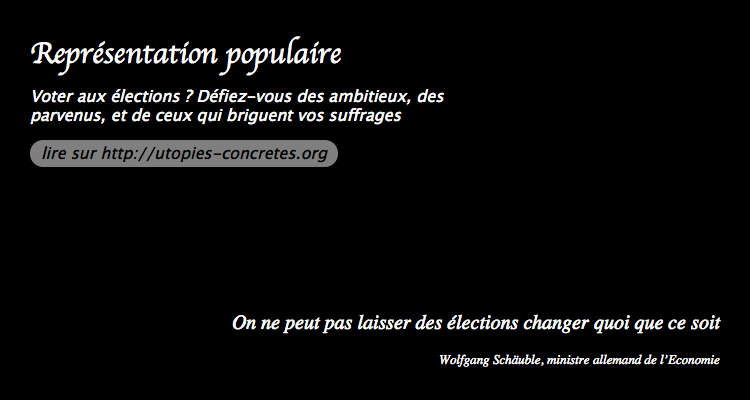 Représentation populaire
Voter aux élections ? Défiez-vous des ambitieux, des
parvenus, et de ceux qui briguent vos suffrages
lire sur http://utopies-concretes.org
On ne peut pas laisser des élections changer quoi que ce soit
Wolfgang Schäuble, ministre allemand de l'Economie